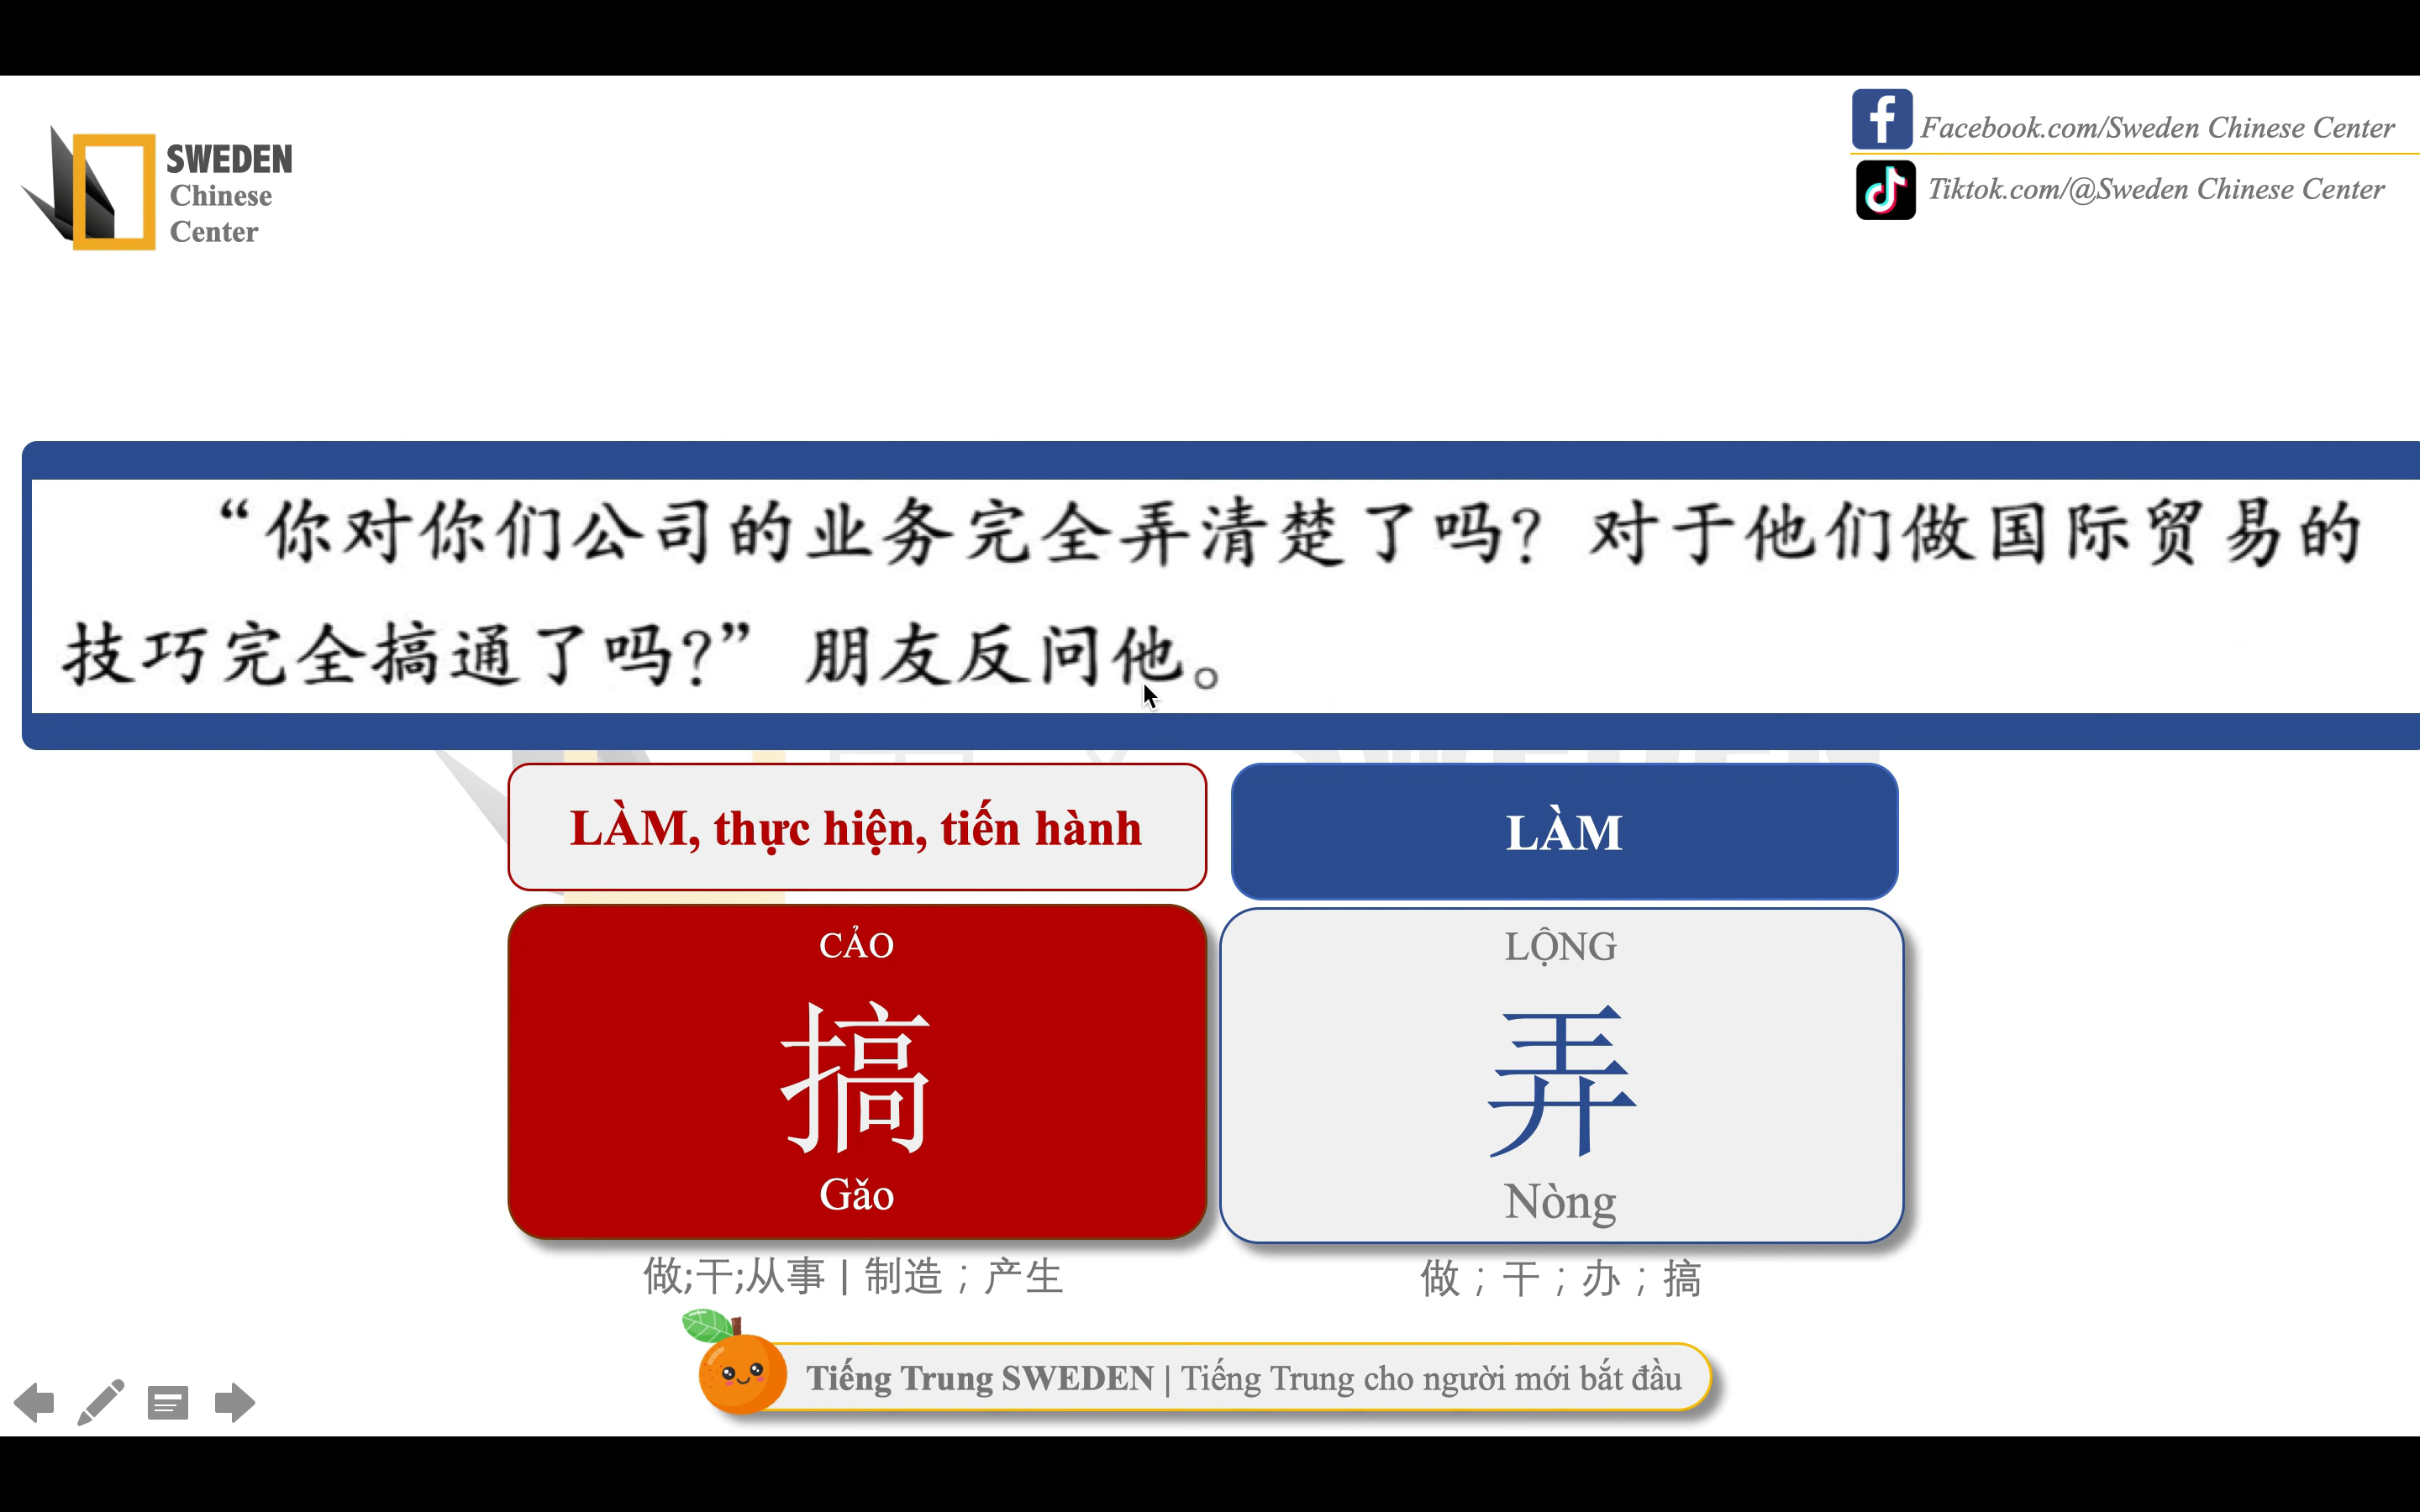 SWEDEN
Chinese
Center
Facebook.com/Sweden Chinese Center
Tiktok.com/@Sweden Chinese Center
“你对你们公司的业务完全弄清楚了吗？对于他们做国际贸易的
技巧完全搞通了吗？” 朋友反问他。
LÀM, thực hiện, tiến hành
LÀM
CẢO
搞
Gǎo
LỘNG
弄
Nòng
做;干;从事 | 制造；产生
做；干；办；搞
Tiếng Trung SWEDEN | Tiếng Trung cho người mới bắt đầu